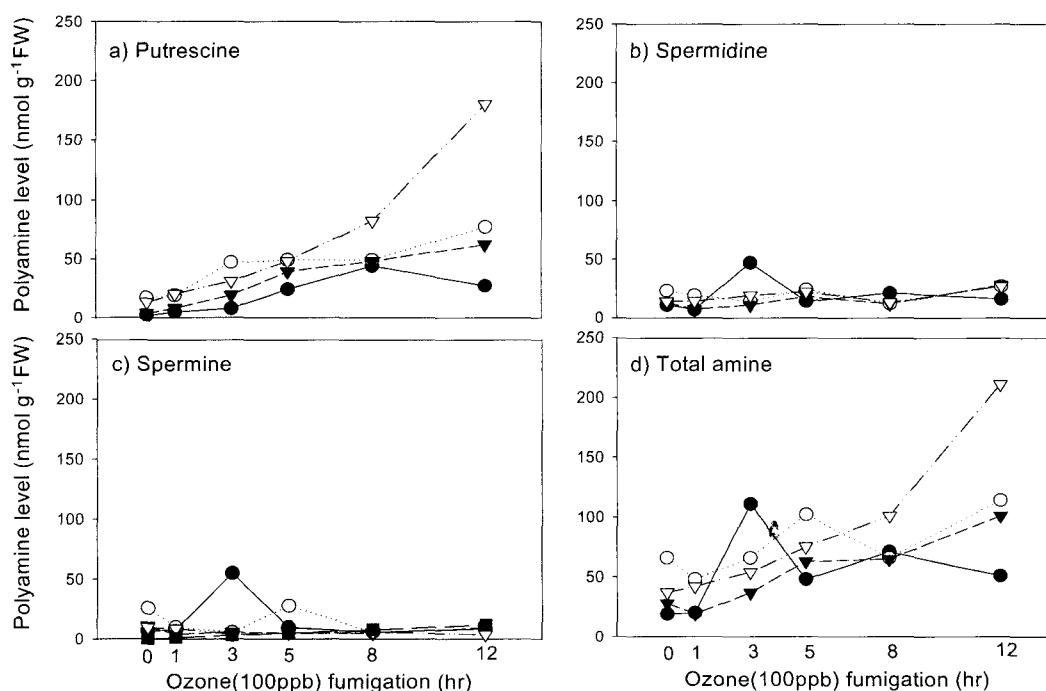 a) Putrescine
b) Spermidine
250
200
150
100
50
0
250
200
150
100
50
0
Polyamine level (nmol g⁻¹FW)
c) Spermine
d) Total amine
250
200
150
100
50
0
250
200
150
100
50
0
Polyamine level (nmol g⁻¹FW)
0 1 3 5 8 12
0 1 3 5 8 12
Ozone(100ppb) fumigation (hr)
Ozone(100ppb) fumigation (hr)